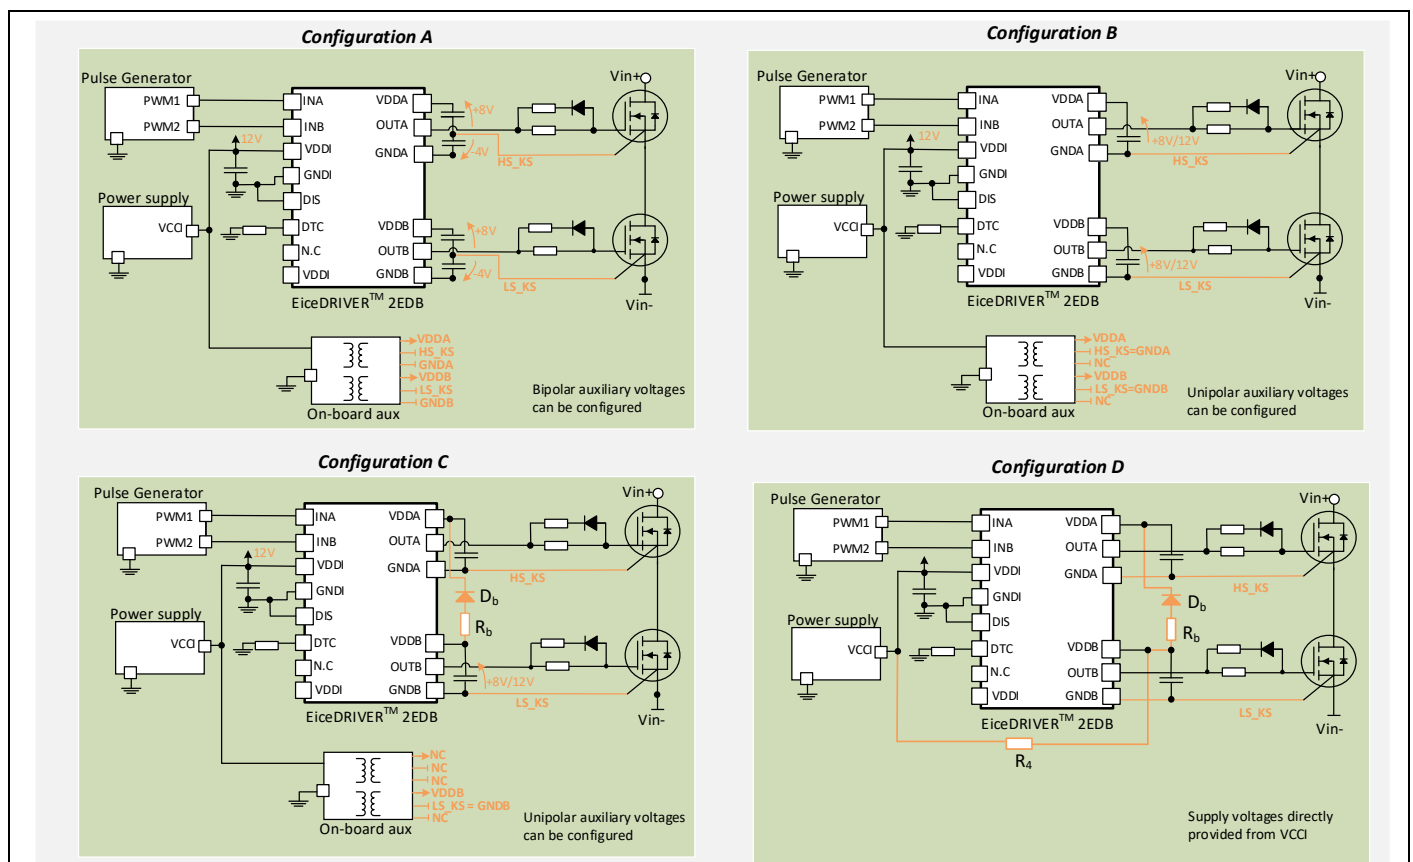 Configuration A
Pulse Generator
PWM1
PWM2
Power supply
VCCI
12V
INA
INB
VDDI
GNDI
DIS
DTC
N.C
VDDI
VDDA
OUTA
GNDA
VDDB
OUTB
GNDB
EiceDRIVER™ 2EDB
+8V
-4V
HS_KS
+8V
-4V
LS_KS
Vin+
Vin-
VDDA
HS_KS
GNDA
VDDB
LS_KS
GNDB
On-board aux
Bipolar auxiliary voltages
can be configured
Configuration B
Pulse Generator
PWM1
PWM2
Power supply
VCCI
12V
INA
INB
VDDI
GNDI
DIS
DTC
N.C
VDDI
VDDA
OUTA
GNDA
VDDB
OUTB
GNDB
EiceDRIVER™ 2EDB
+8V/12V
HS_KS
+8V/12V
LS_KS
Vin+
Vin-
VDDA
HS_KS=GNDA
NC
VDDB
LS_KS=GNDB
NC
On-board aux
Unipolar auxiliary voltages
can be configured
Configuration C
Pulse Generator
PWM1
PWM2
Power supply
VCCI
12V
INA
INB
VDDI
GNDI
DIS
DTC
N.C
VDDI
VDDA
OUTA
GNDA
VDDB
OUTB
GNDB
EiceDRIVER™ 2EDB
HS_KS
Db
Rb
+8V/12V
LS_KS
Vin+
Vin-
NC
NC
NC
VDDB
LS_KS = GNDB
NC
On-board aux
Unipolar auxiliary voltages
can be configured
Configuration D
Pulse Generator
PWM1
PWM2
Power supply
VCCI
INA
INB
VDDI
GNDI
DIS
DTC
N.C
VDDI
VDDA
OUTA
GNDA
VDDB
OUTB
GNDB
EiceDRIVER™ 2EDB
HS_KS
Db
Rb
LS_KS
R4
Vin+
Vin-
Supply voltages directly
provided from VCCI